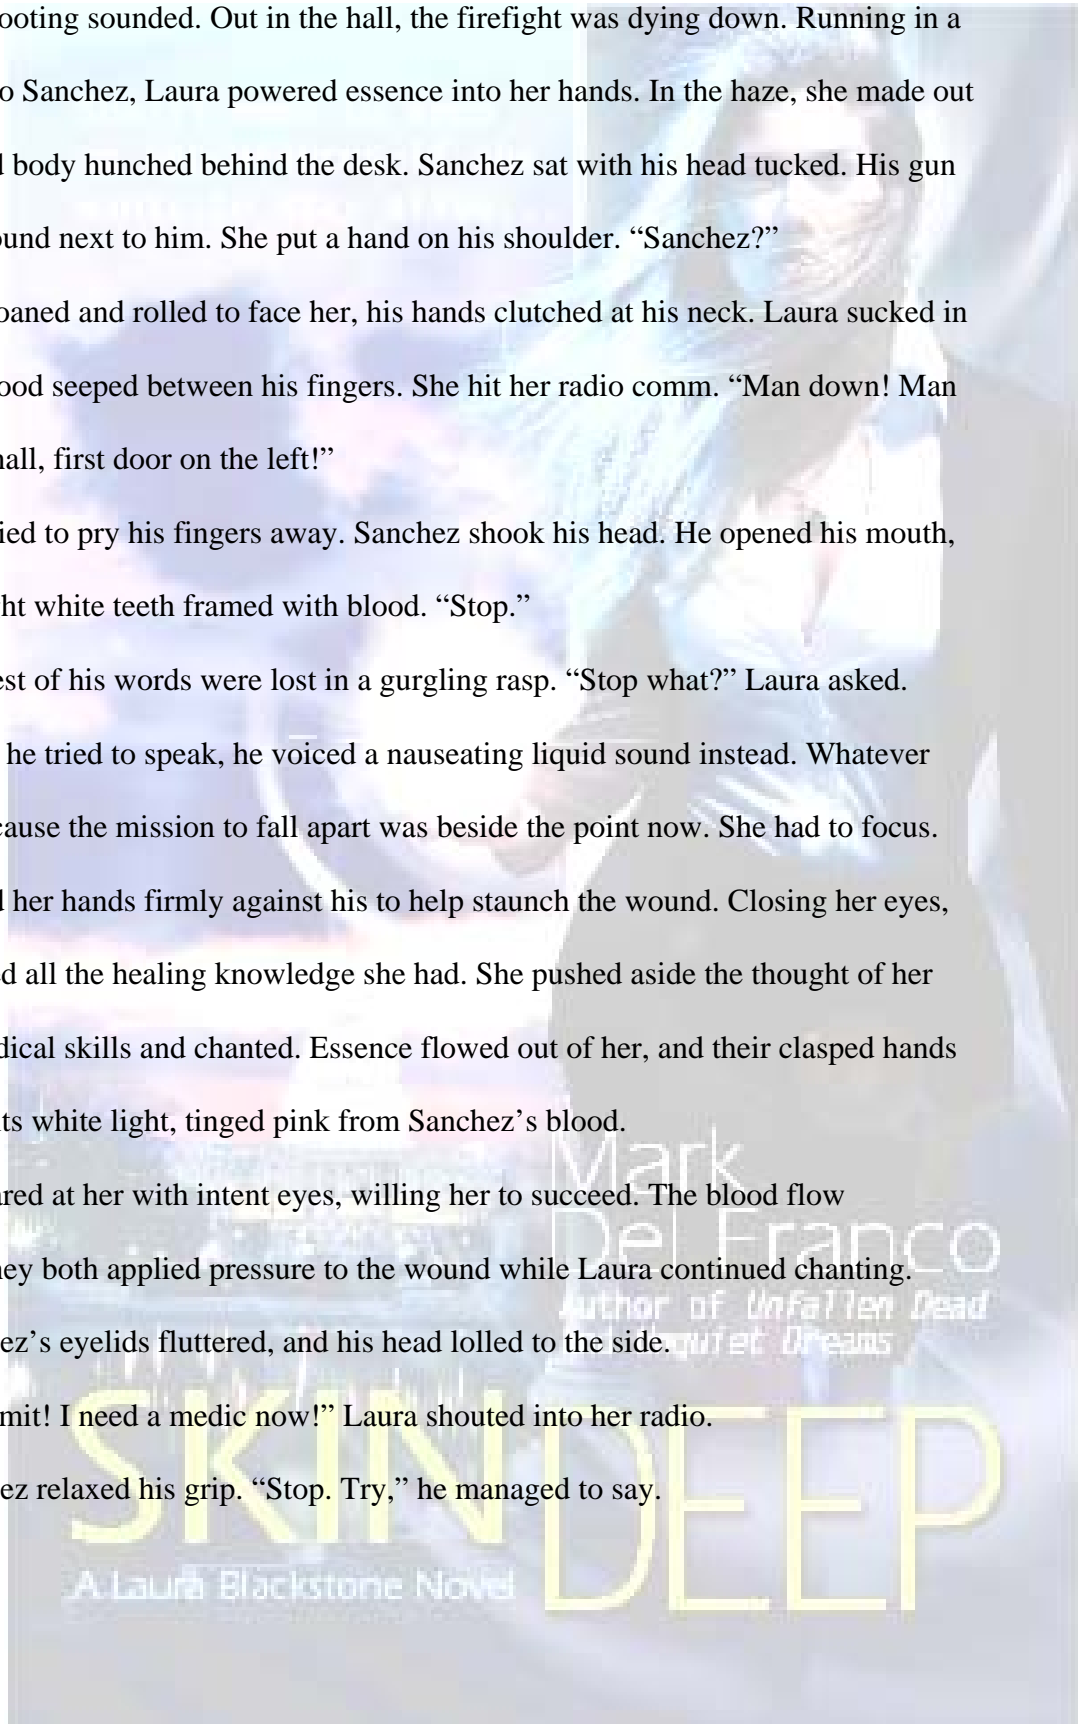 ooting sounded. Out in the hall, the firefight was dying down. Running in a
o Sanchez, Laura powered essence into her hands. In the haze, she made out
d body hunched behind the desk. Sanchez sat with his head tucked. His gun
ound next to him. She put a hand on his shoulder. “Sanchez?”
oaned and rolled to face her, his hands clutched at his neck. Laura sucked in
ood seeped between his fingers. She hit her radio comm. “Man down! Man
hall, first door on the left!”
ied to pry his fingers away. Sanchez shook his head. He opened his mouth,
ht white teeth framed with blood. “Stop.”
est of his words were lost in a gurgling rasp. “Stop what?” Laura asked.
he tried to speak, he voiced a nauseating liquid sound instead. Whatever
cause the mission to fall apart was beside the point now. She had to focus.
d her hands firmly against his to help staunch the wound. Closing her eyes,
ed all the healing knowledge she had. She pushed aside the thought of her
dical skills and chanted. Essence flowed out of her, and their clasped hands
its white light, tinged pink from Sanchez’s blood.
ared at her with intent eyes, willing her to succeed. The blood flow
ney both applied pressure to the wound while Laura continued chanting.
ez’s eyelids fluttered, and his head lolled to the side.
mit! I need a medic now!” Laura shouted into her radio.
ez relaxed his grip. “Stop. Try,” he managed to say.
Mark
Del Franco
Author of Unfallen Dead
Unquiet Dreams
SKIN DEEP
A Laura Blackstone Novel